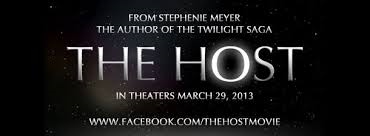 FROM STEPHENIE MEYER
THE AUTHOR OF THE TWILIGHT SAGA
THE HOST
IN THEATERS MARCH 29, 2013
WWW.FACEBOOK.COM/THEHOSTMOVIE